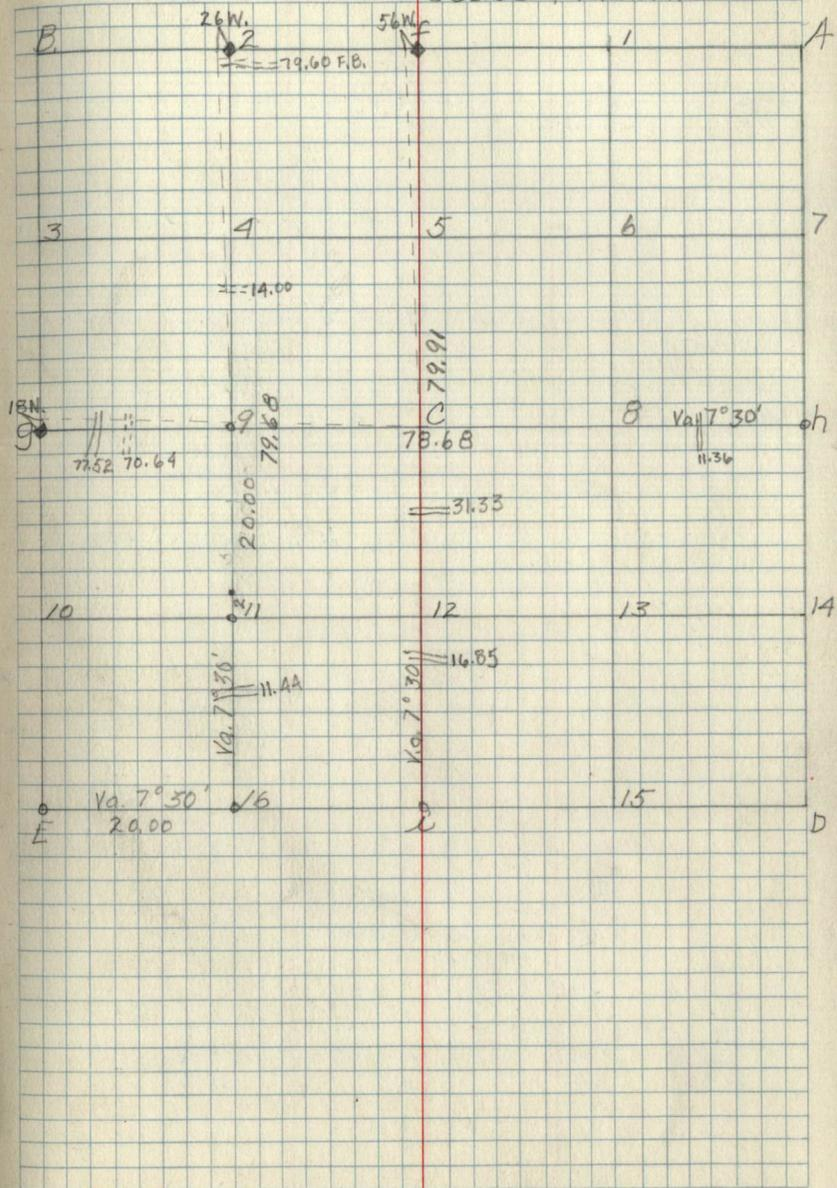 26W. 56W.
B 2 f 1 A
79.60 F.B.
3 4 5 6 7
14.00
79.91
18N.
g 9 C 8 Va 7°30' h
79.68
78.68
77.52 70.64 11.36
20.00
31.33
10 11 12 13 14
16.85
Va. 7°30' 11.44 Va. 7°30'
Va. 7°30' 16 i 15
E 20.00 D